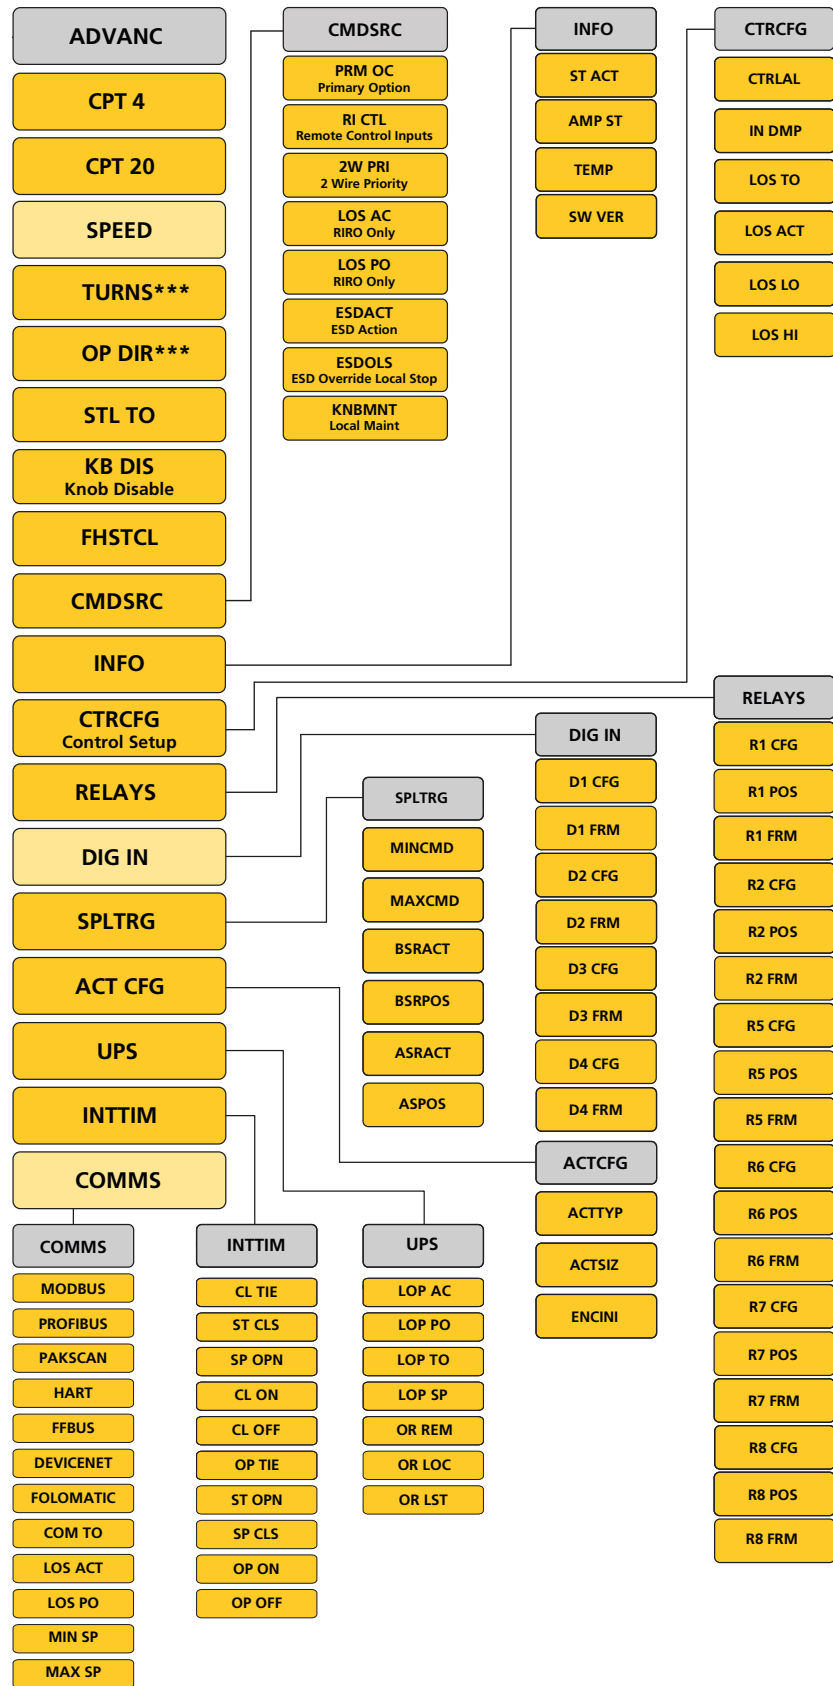 ADVANC
CPT 4
CPT 20
SPEED
TURNS***
OP DIR***
STL TO
KB DIS
Knob Disable
FHSTCL
CMDSRC
INFO
CTRCFG
Control Setup
RELAYS
DIG IN
SPLTRG
ACT CFG
UPS
INTTIM
COMMS
CMDSRC
PRM OC
Primary Option
RI CTL
Remote Control Inputs
2W PRI
2 Wire Priority
LOS AC
RIRO Only
LOS PO
RIRO Only
ESDACT
ESD Action
ESDOLS
ESD Override Local Stop
KNBMNT
Local Maint
INFO
ST ACT
AMP ST
TEMP
SW VER
CTRCFG
CTRLAL
IN DMP
LOS TO
LOS ACT
LOS LO
LOS HI
RELAYS
R1 CFG
R1 POS
R1 FRM
R2 CFG
R2 POS
R2 FRM
R5 CFG
R5 POS
R5 FRM
R6 CFG
R6 POS
R6 FRM
R7 CFG
R7 POS
R7 FRM
R8 CFG
R8 POS
R8 FRM
DIG IN
D1 CFG
D1 FRM
D2 CFG
D2 FRM
D3 CFG
D3 FRM
D4 CFG
D4 FRM
SPLTRG
MINCMD
MAXCMD
BSRACT
BSRPOS
ASRACT
ASPOS
ACTCFG
ACTTYP
ACTSIZ
ENCINI
COMMS
MODBUS
PROFIBUS
PAKSCAN
HART
FFBUS
DEVICENET
FOLOMATIC
COM TO
LOS ACT
LOS PO
MIN SP
MAX SP
INTTIM
CL TIE
ST CLS
SP OPN
CL ON
CL OFF
OP TIE
ST OPN
SP CLS
OP ON
OP OFF
UPS
LOP AC
LOP PO
LOP TO
LOP SP
OR REM
OR LOC
OR LST